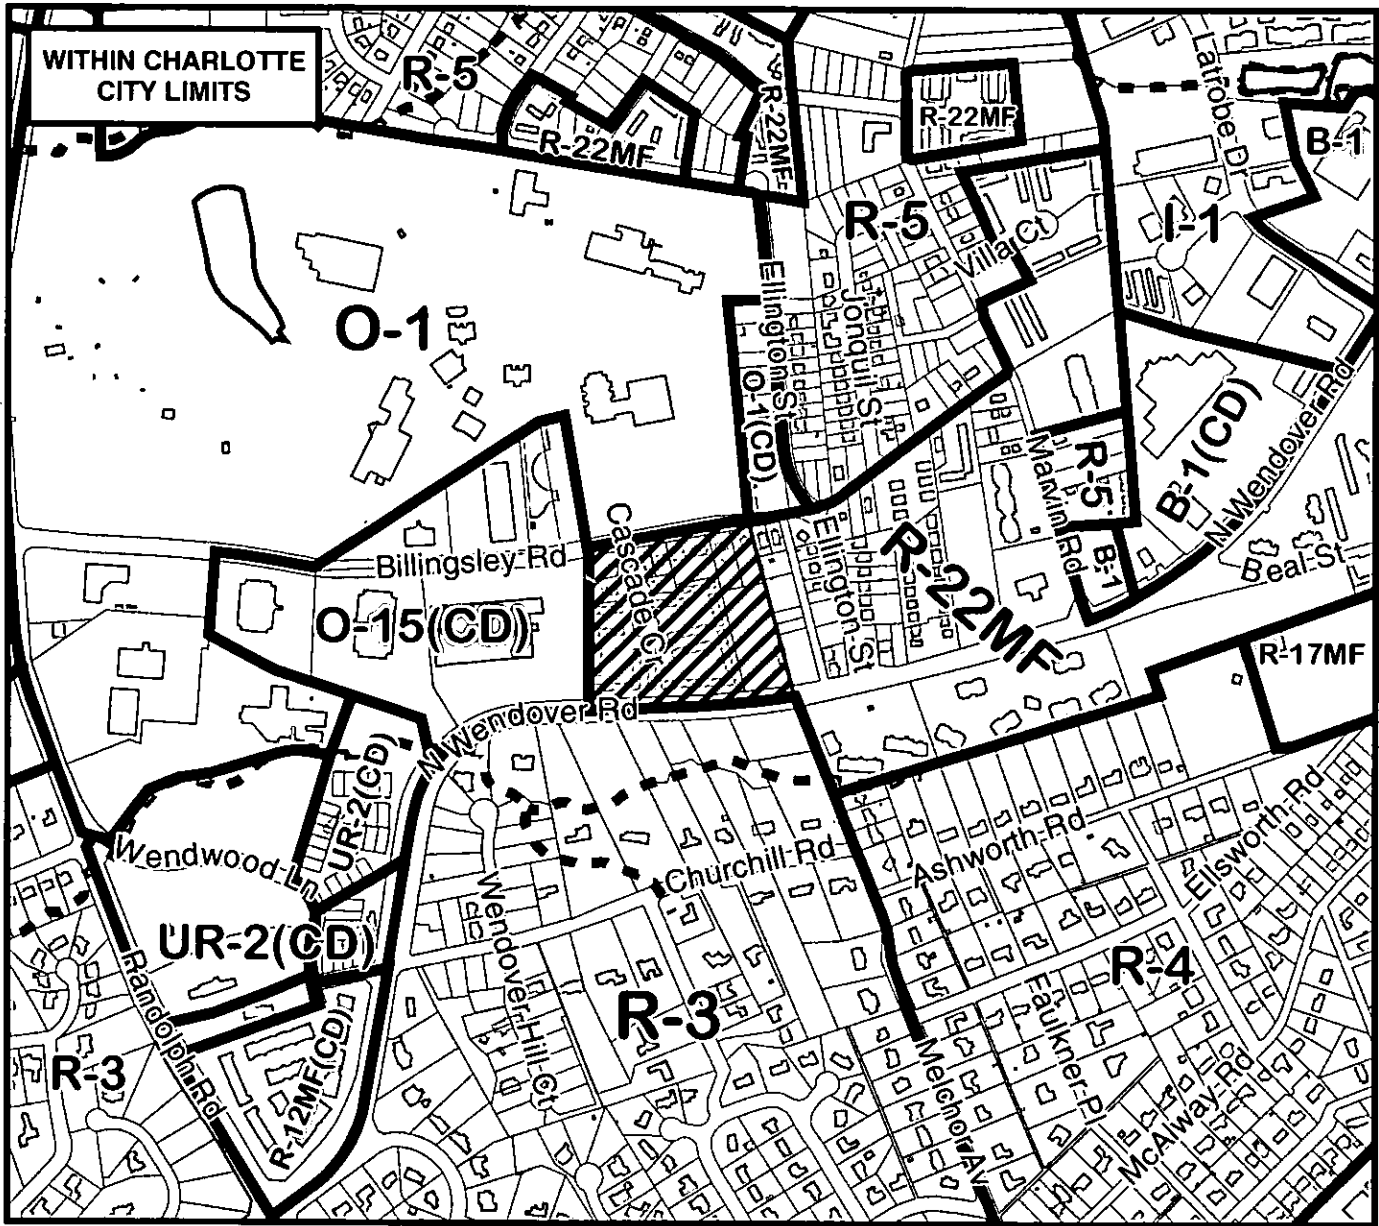 WITHIN CHARLOTTE
CITY LIMITS
R-5
R-22MF
R-22MF
R-22MF
Latrobe Dr
B-1
R-5
I-1
Villa Ct
O-1
Ellington St
Jonquil St
O-1(CD)
N Wendover Rd
B-1(CD)
Marvin Rd
R-5
B-1
Beal St
Cascade Cr
Billingsley Rd
O-15(CD)
Ellington St
R-22MF
R-17MF
N Wendover Rd
UR-2(CD)
Wendwood Ln
UR-2(CD)
Churchill Rd
Ashworth Rd
Ellsworth Rd
Wendover Hill Ct
Randolph Rd
R-3
R-3
R-4
R-12MF(CD)
Melchor Av
Faulkner Pl
McAlway Rd